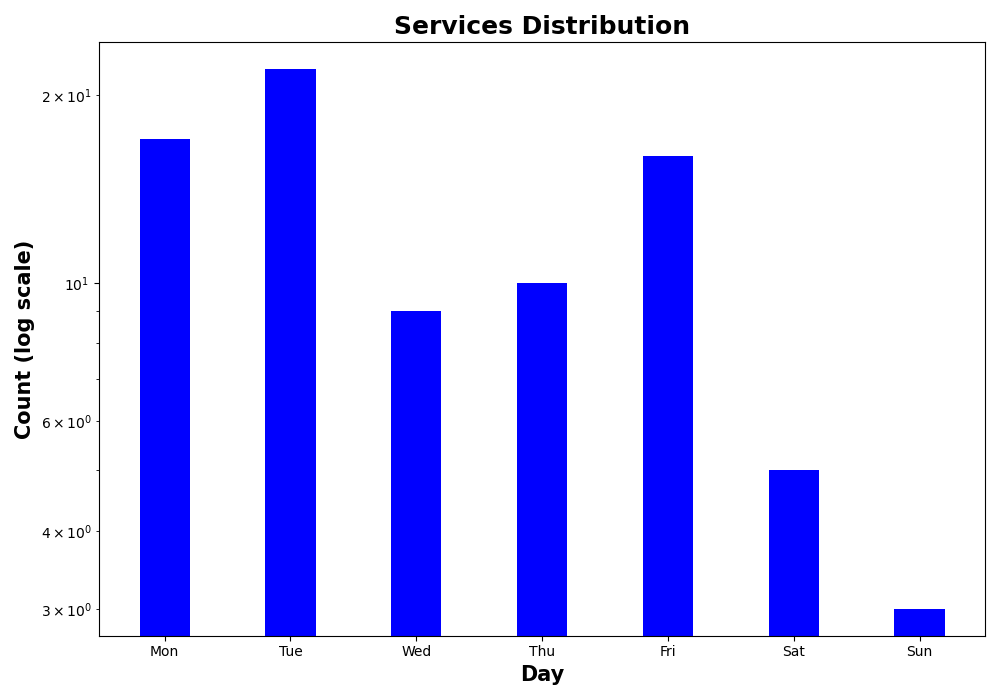 Services Distribution
Count (log scale)
2 × 10¹
10¹
6 × 10⁰
4 × 10⁰
3 × 10⁰
Mon Tue Wed Thu Fri Sat Sun
Day